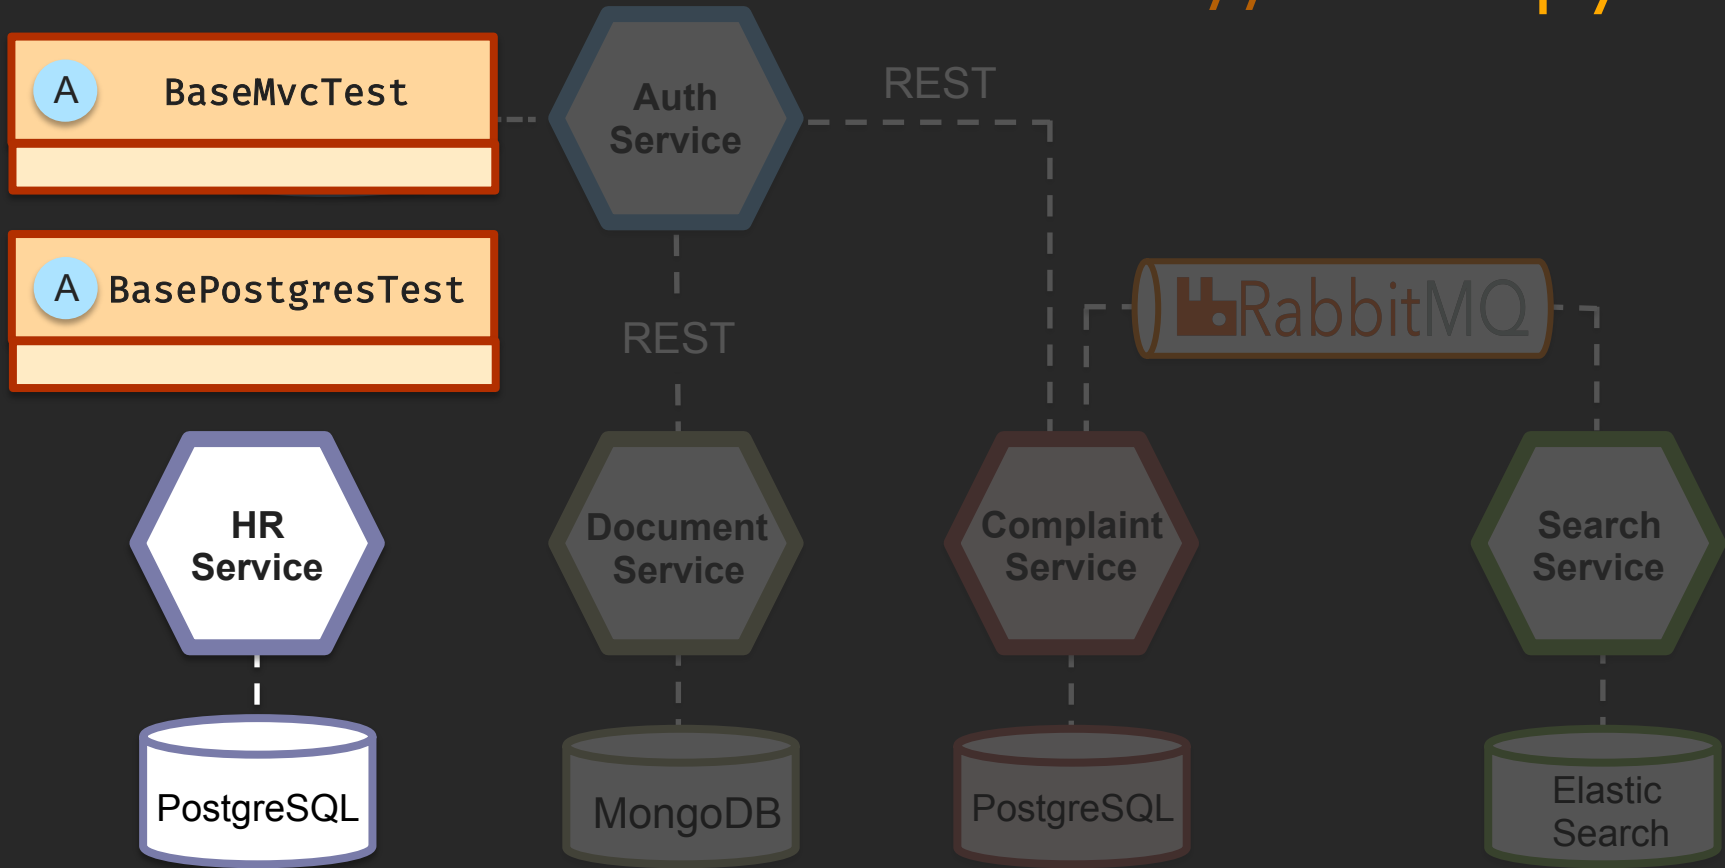 A BaseMvcTest
Auth
Service
REST
A BasePostgresTest
REST
RabbitMQ
HR
Service
Document
Service
Complaint
Service
Search
Service
PostgreSQL
MongoDB
PostgreSQL
Elastic
Search